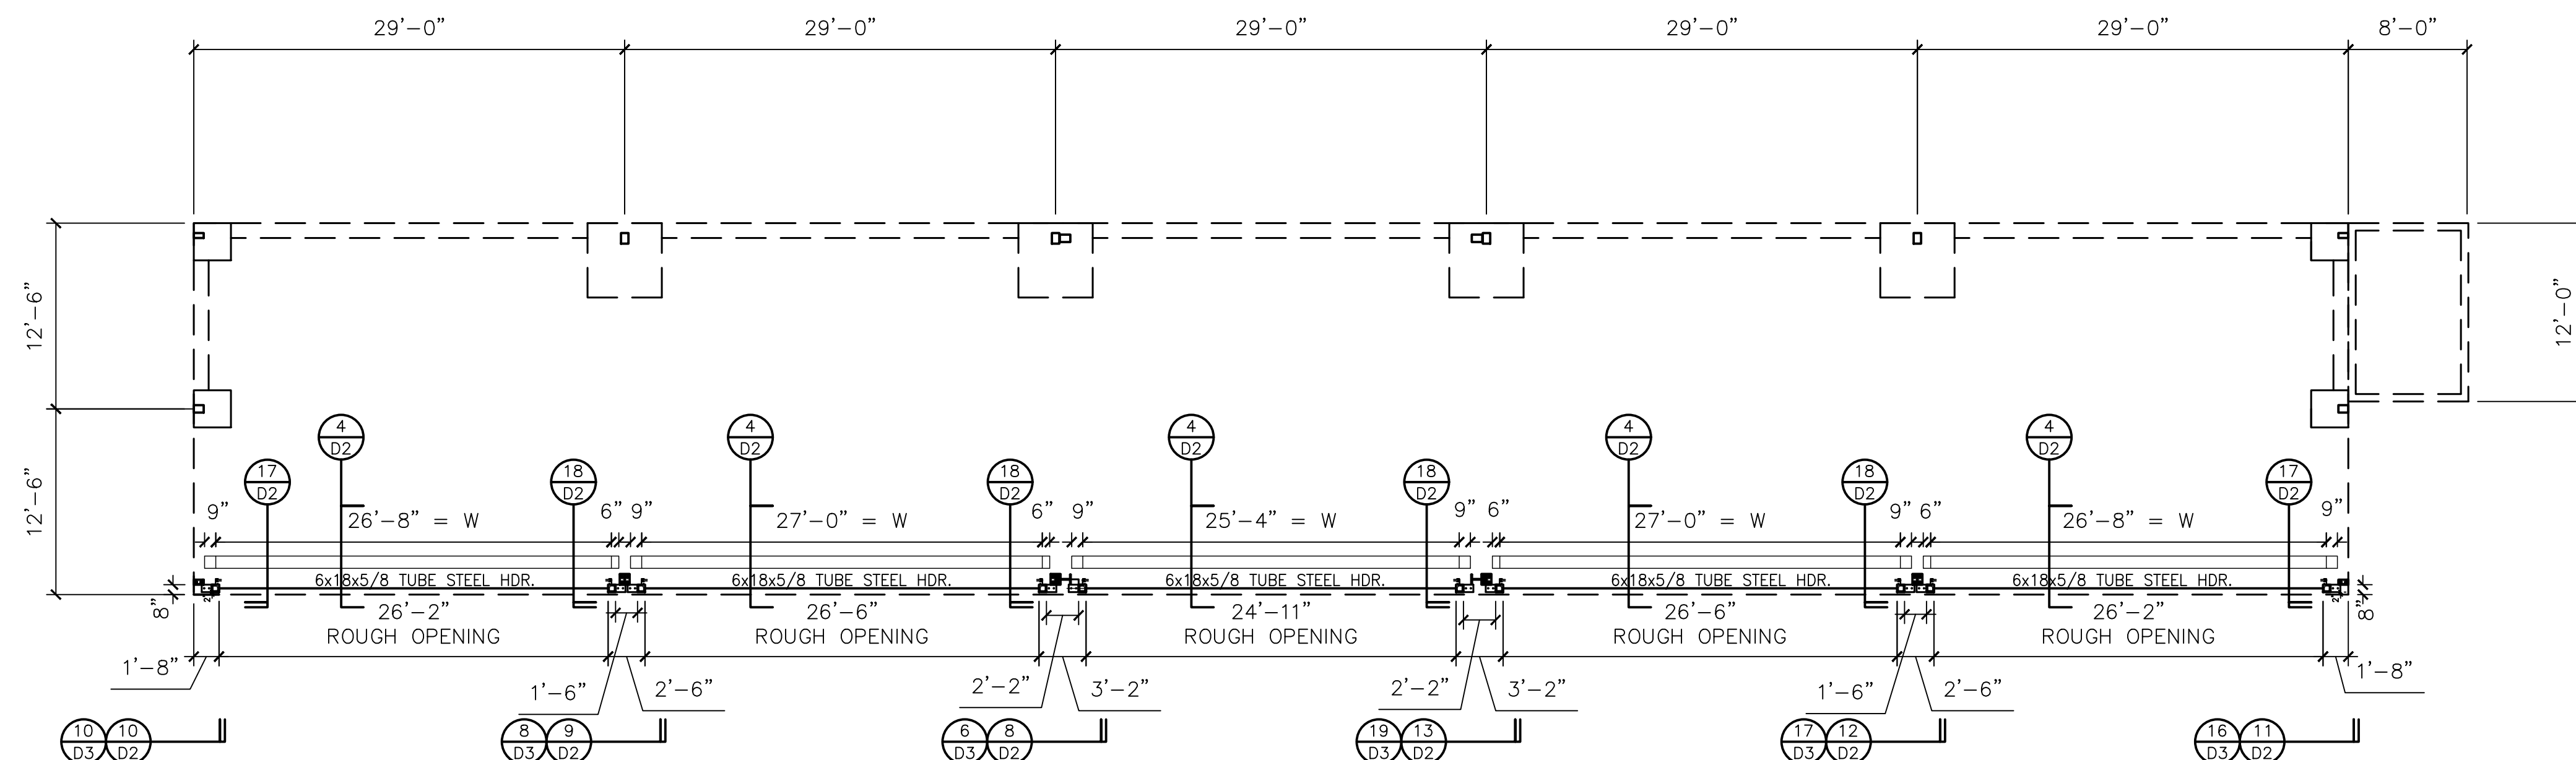 29'-0"
29'-0"
29'-0"
29'-0"
29'-0"
8'-0"
12'-6"
12'-0"
12'-6"
4
D2
4
D2
4
D2
4
D2
4
D2
17
D2
18
D2
18
D2
18
D2
18
D2
17
D2
9"
26'-8" = W
6" 9"
27'-0" = W
6" 9"
25'-4" = W
9" 6"
27'-0" = W
9" 6"
26'-8" = W
9"
6x18x5/8 TUBE STEEL HDR.
6x18x5/8 TUBE STEEL HDR.
6x18x5/8 TUBE STEEL HDR.
6x18x5/8 TUBE STEEL HDR.
6x18x5/8 TUBE STEEL HDR.
8"
8"
26'-2"
ROUGH OPENING
26'-6"
ROUGH OPENING
24'-11"
ROUGH OPENING
26'-6"
ROUGH OPENING
26'-2"
ROUGH OPENING
1'-8"
1'-6"
2'-6"
2'-2"
3'-2"
2'-2"
3'-2"
1'-6"
2'-6"
1'-8"
10
D3
10
D2
8
D3
9
D2
6
D3
8
D2
19
D3
13
D2
17
D3
12
D2
16
D3
11
D2